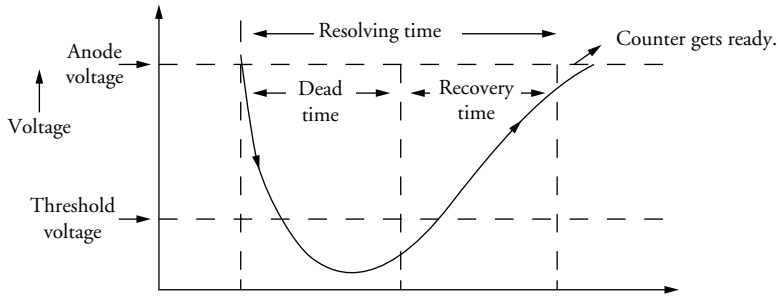 Resolving time
Counter gets ready.
Anode
voltage
Dead
time
Recovery
time
Voltage
Threshold
voltage